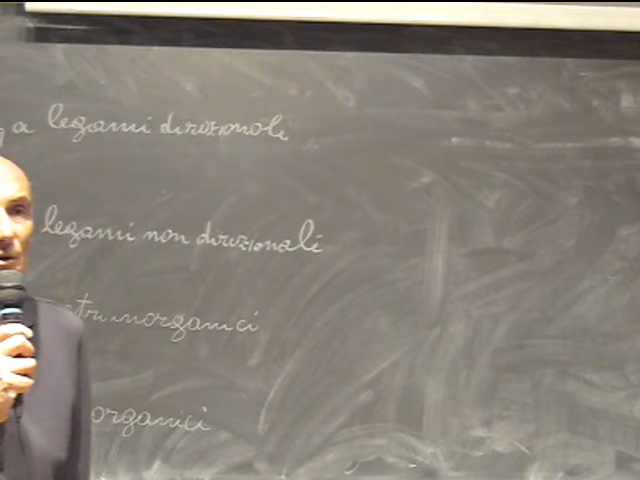 a legami direzionali
legami non direzionali
inorganici
organici